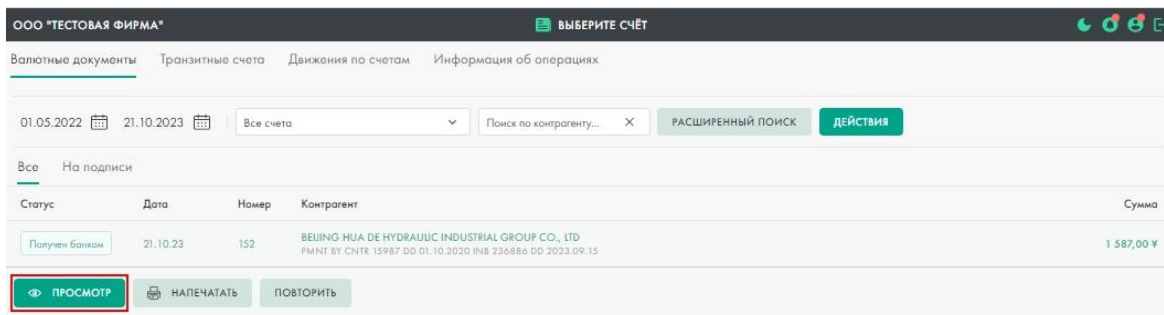 ООО "ТЕСТОВАЯ ФИРМА" ВЫБЕРИТЕ СЧЁТ
Валютные документы Транзитные счета Движения по счетам Информация об операциях
01.05.2022 21.10.2023 Все счета Поиск по контрагенту... РАСШИРЕННЫЙ ПОИСК ДЕЙСТВИЯ
Все На подписи
Статус Дата Номер Контрагент Сумма
Получен банком 21.10.23 152 BEIJING HUA DE HYDRAULIC INDUSTRIAL GROUP CO., LTD 1 587,00 ¥
PMNT BY CNTR 15987 DD 01.10.2020 INB 236886 DD 2023.09.15
ПРОСМОТР НАПЕЧАТАТЬ ПОВТОРИТЬ